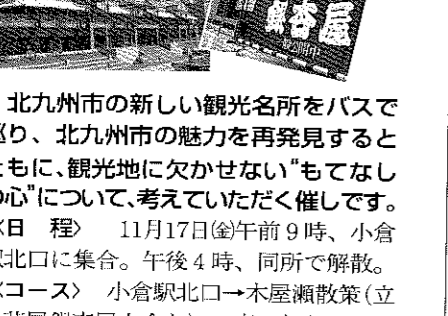 銀杏屋
北九州市の新しい観光名所をバスで
巡り、北九州市の魅力を再発見すると
ともに、観光地に欠かせない“もてなし
の心”について、考えていただく催しです。
〈日　程〉　11月17日㈮午前9時、小倉
駅北口に集合。午後4時、同所で解散。
〈コース〉　小倉駅北口→木屋瀬散策(立